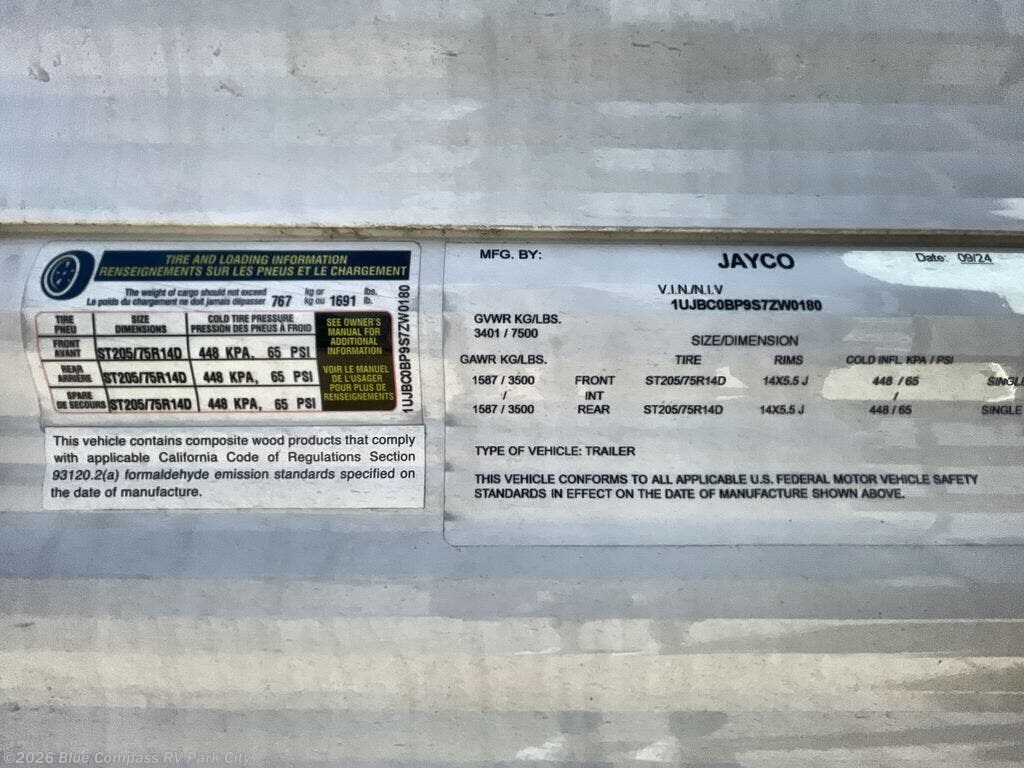 TIRE AND LOADING INFORMATION
RENSEIGNEMENTS SUR LES PNEUS ET LE CHARGEMENT
The weight of cargo should not exceed kg or lbs.
Le poids du chargement ne doit jamais dépasser 767 kg ou 1691 lb.
TIRE PNEU SIZE DIMENSIONS COLD TIRE PRESSURE PRESSION DES PNEUS À FROID
FRONT AVANT ST205/75R14D 448 KPA, 65 PSI
REAR ARRIÈRE ST205/75R14D 448 KPA, 65 PSI
SPARE DE SECOURS ST205/75R14D 448 KPA, 65 PSI
SEE OWNER'S
MANUAL FOR
ADDITIONAL
INFORMATION
VOIR LE MANUEL
DE L'USAGER
POUR PLUS DE
RENSEIGNEMENTS
1UJBC0BP9S7ZW0180
This vehicle contains composite wood products that comply
with applicable California Code of Regulations Section
93120.2(a) formaldehyde emission standards specified on
the date of manufacture.
MFG. BY: JAYCO Date: 09/24
V.I.N./N.I.V
1UJBC0BP9S7ZW0180
GVWR KG/LBS.
3401 / 7500
SIZE/DIMENSION
GAWR KG/LBS. TIRE RIMS COLD INFL KPA / PSI
1587 / 3500 FRONT ST205/75R14D 14X5.5 J 448 / 65 SINGL
/ INT /
1587 / 3500 REAR ST205/75R14D 14X5.5 J 448 / 65 SINGLE
TYPE OF VEHICLE: TRAILER
THIS VEHICLE CONFORMS TO ALL APPLICABLE U.S. FEDERAL MOTOR VEHICLE SAFETY
STANDARDS IN EFFECT ON THE DATE OF MANUFACTURE SHOWN ABOVE.
©2026 Blue Compass RV Park City